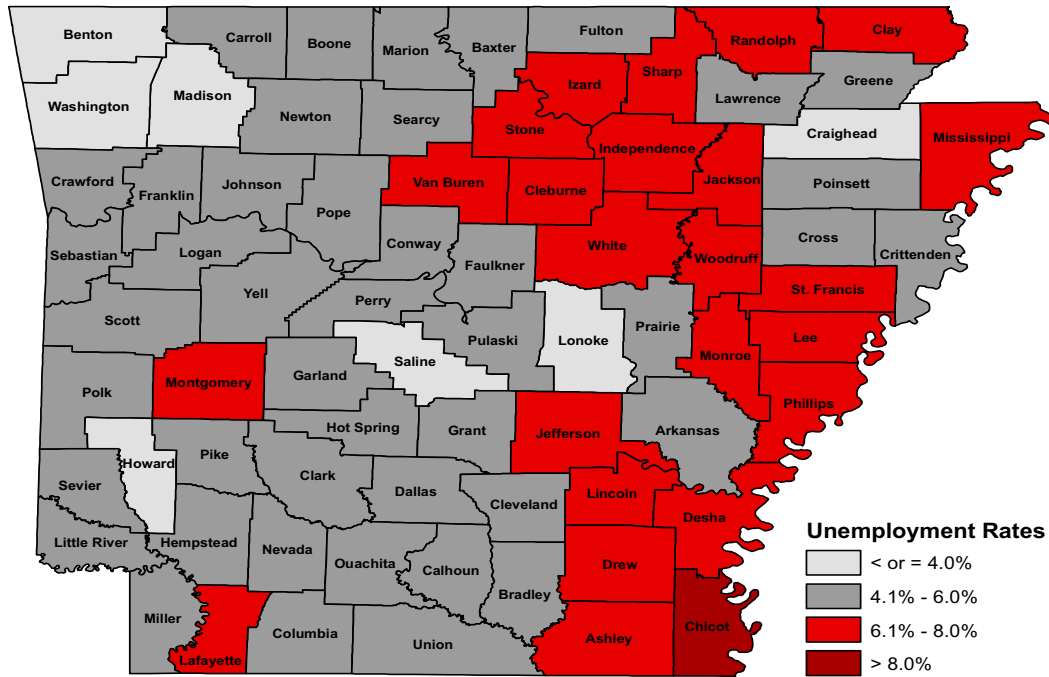 Benton
Carroll
Boone
Marion
Baxter
Fulton
Randolph
Clay
Washington
Madison
Newton
Searcy
Stone
Izard
Sharp
Lawrence
Greene
Craighead
Mississippi
Crawford
Franklin
Johnson
Pope
Van Buren
Cleburne
Independence
Jackson
Poinsett
Sebastian
Logan
Conway
Faulkner
White
Woodruff
Cross
Crittenden
Scott
Yell
Perry
Pulaski
Lonoke
Prairie
St. Francis
Lee
Monroe
Phillips
Polk
Montgomery
Garland
Saline
Hot Spring
Grant
Jefferson
Arkansas
Howard
Pike
Clark
Dallas
Cleveland
Lincoln
Desha
Sevier
Little River
Hempstead
Nevada
Ouachita
Calhoun
Bradley
Drew
Chicot
Miller
Lafayette
Columbia
Union
Ashley
Unemployment Rates
< or = 4.0%
4.1% - 6.0%
6.1% - 8.0%
> 8.0%